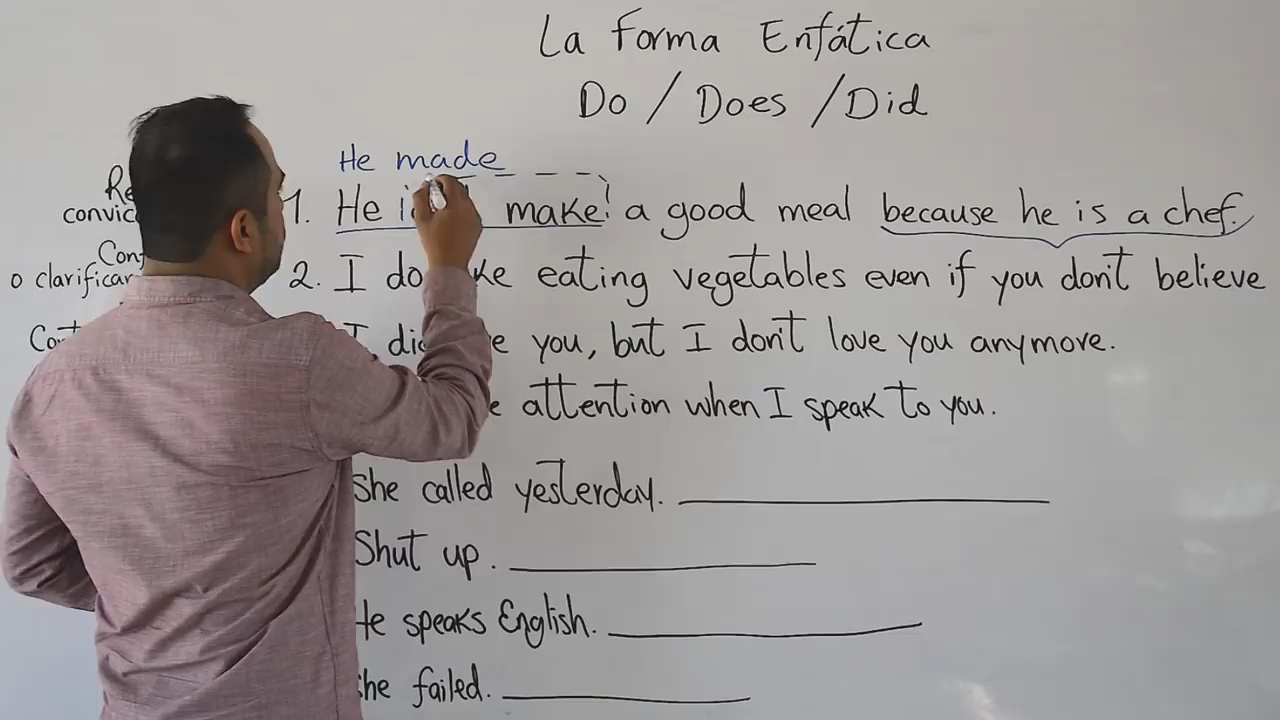 La Forma Enfática
Do / Does / Did
He made
1. He make a good meal because he is a chef.
2. I do eating vegetables even if you don't believe
I you, but I don't love you anymore.
attention when I speak to you.
She called yesterday.
Shut up.
He speaks English.
failed.